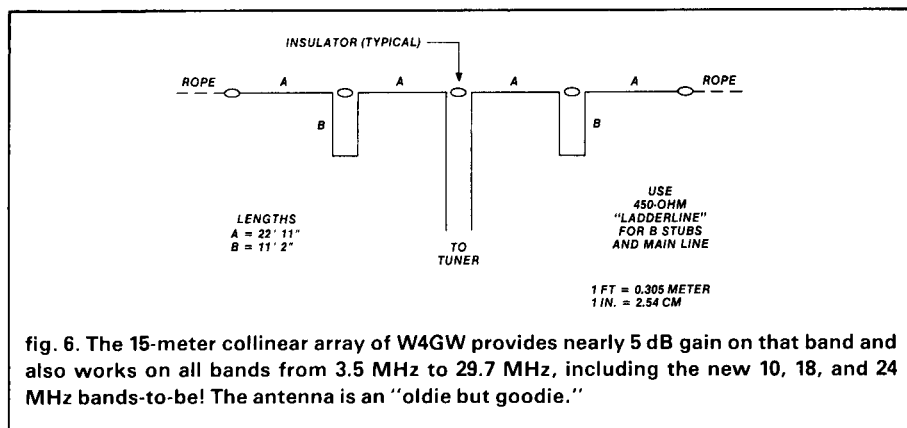 INSULATOR (TYPICAL)
ROPE A A A A ROPE
B B
LENGTHS
A = 22' 11"
B = 11' 2"
TO
TUNER
USE
450-OHM
"LADDERLINE"
FOR B STUBS
AND MAIN LINE
1 FT = 0.305 METER
1 IN. = 2.54 CM
fig. 6. The 15-meter collinear array of W4GW provides nearly 5 dB gain on that band and
also works on all bands from 3.5 MHz to 29.7 MHz, including the new 10, 18, and 24
MHz bands-to-be! The antenna is an "oldie but goodie."